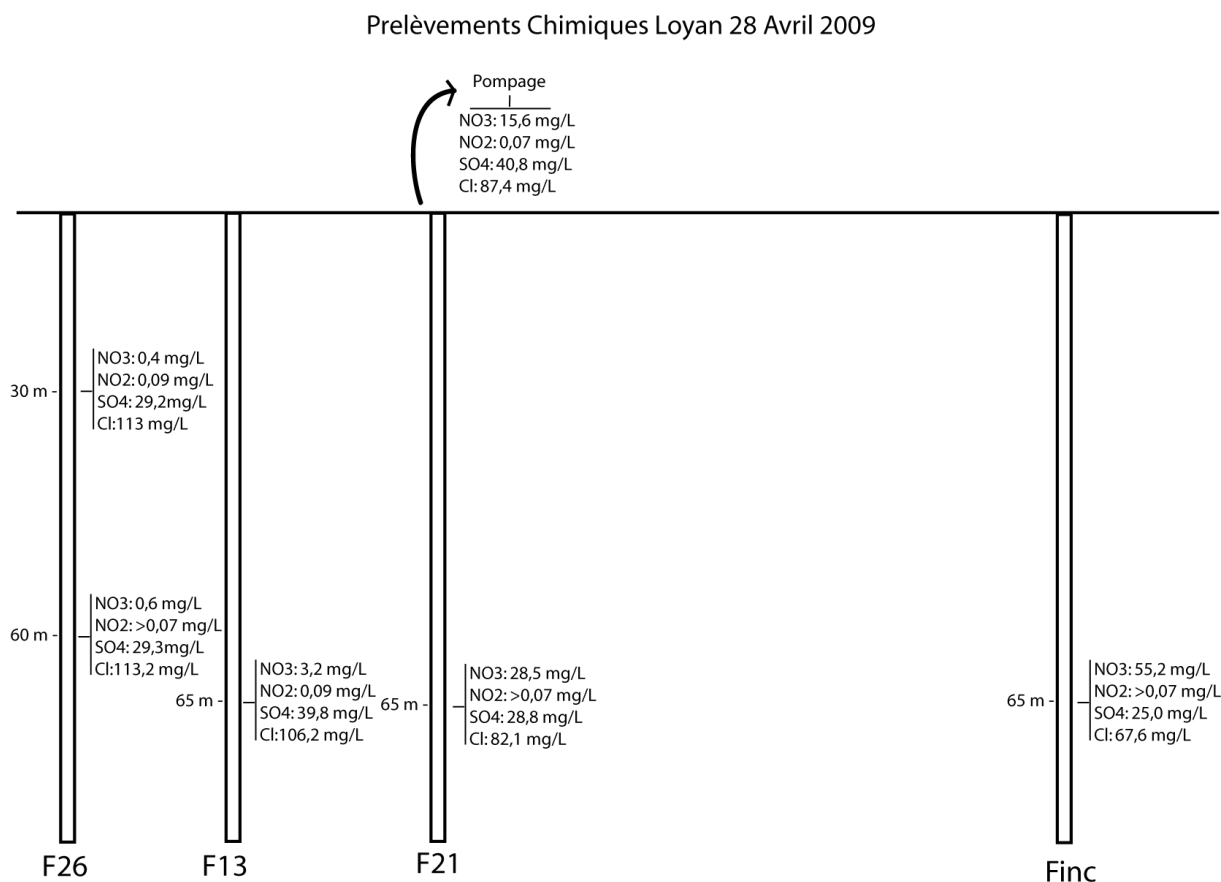 Prelèvements Chimiques Loyan 28 Avril 2009
Pompage
NO3: 15,6 mg/L
NO2: 0,07 mg/L
SO4: 40,8 mg/L
Cl: 87,4 mg/L
30 m -
NO3: 0,4 mg/L
NO2: 0,09 mg/L
SO4: 29,2mg/L
Cl:113 mg/L
60 m -
NO3: 0,6 mg/L
NO2: >0,07 mg/L
SO4: 29,3mg/L
Cl:113,2 mg/L
65 m -
NO3: 3,2 mg/L
NO2: 0,09 mg/L
SO4: 39,8 mg/L
Cl:106,2 mg/L
65 m -
NO3: 28,5 mg/L
NO2: >0,07 mg/L
SO4: 28,8 mg/L
Cl: 82,1 mg/L
65 m -
NO3: 55,2 mg/L
NO2: >0,07 mg/L
SO4: 25,0 mg/L
Cl: 67,6 mg/L
F26
F13
F21
Finc